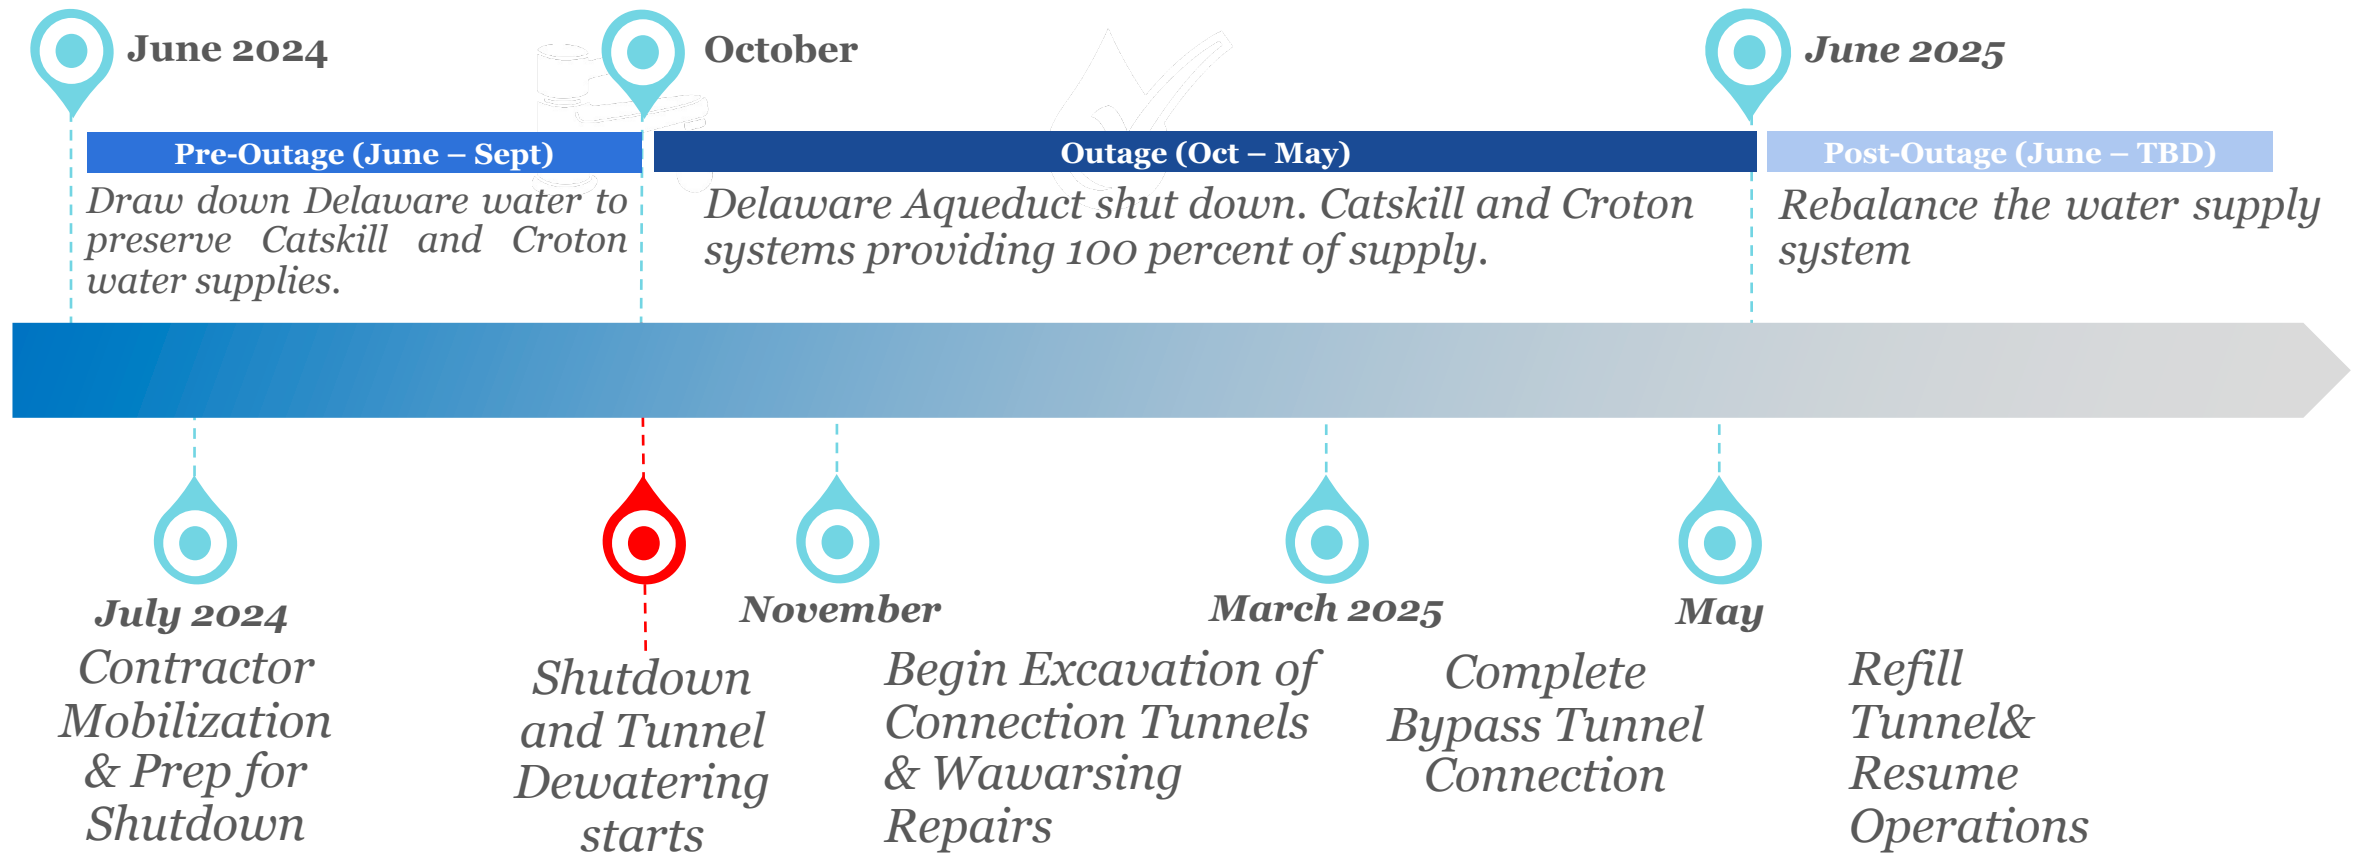 June 2024
October
June 2025
Pre-Outage (June – Sept)
Outage (Oct – May)
Post-Outage (June – TBD)
Draw down Delaware water to
preserve Catskill and Croton
water supplies.
Delaware Aqueduct shut down. Catskill and Croton
systems providing 100 percent of supply.
Rebalance the water supply
system
July 2024
Contractor
Mobilization
& Prep for
Shutdown
Shutdown
and Tunnel
Dewatering
starts
November
Begin Excavation of
Connection Tunnels
& Wawarsing
Repairs
March 2025
Complete
Bypass Tunnel
Connection
May
Refill
Tunnel&
Resume
Operations